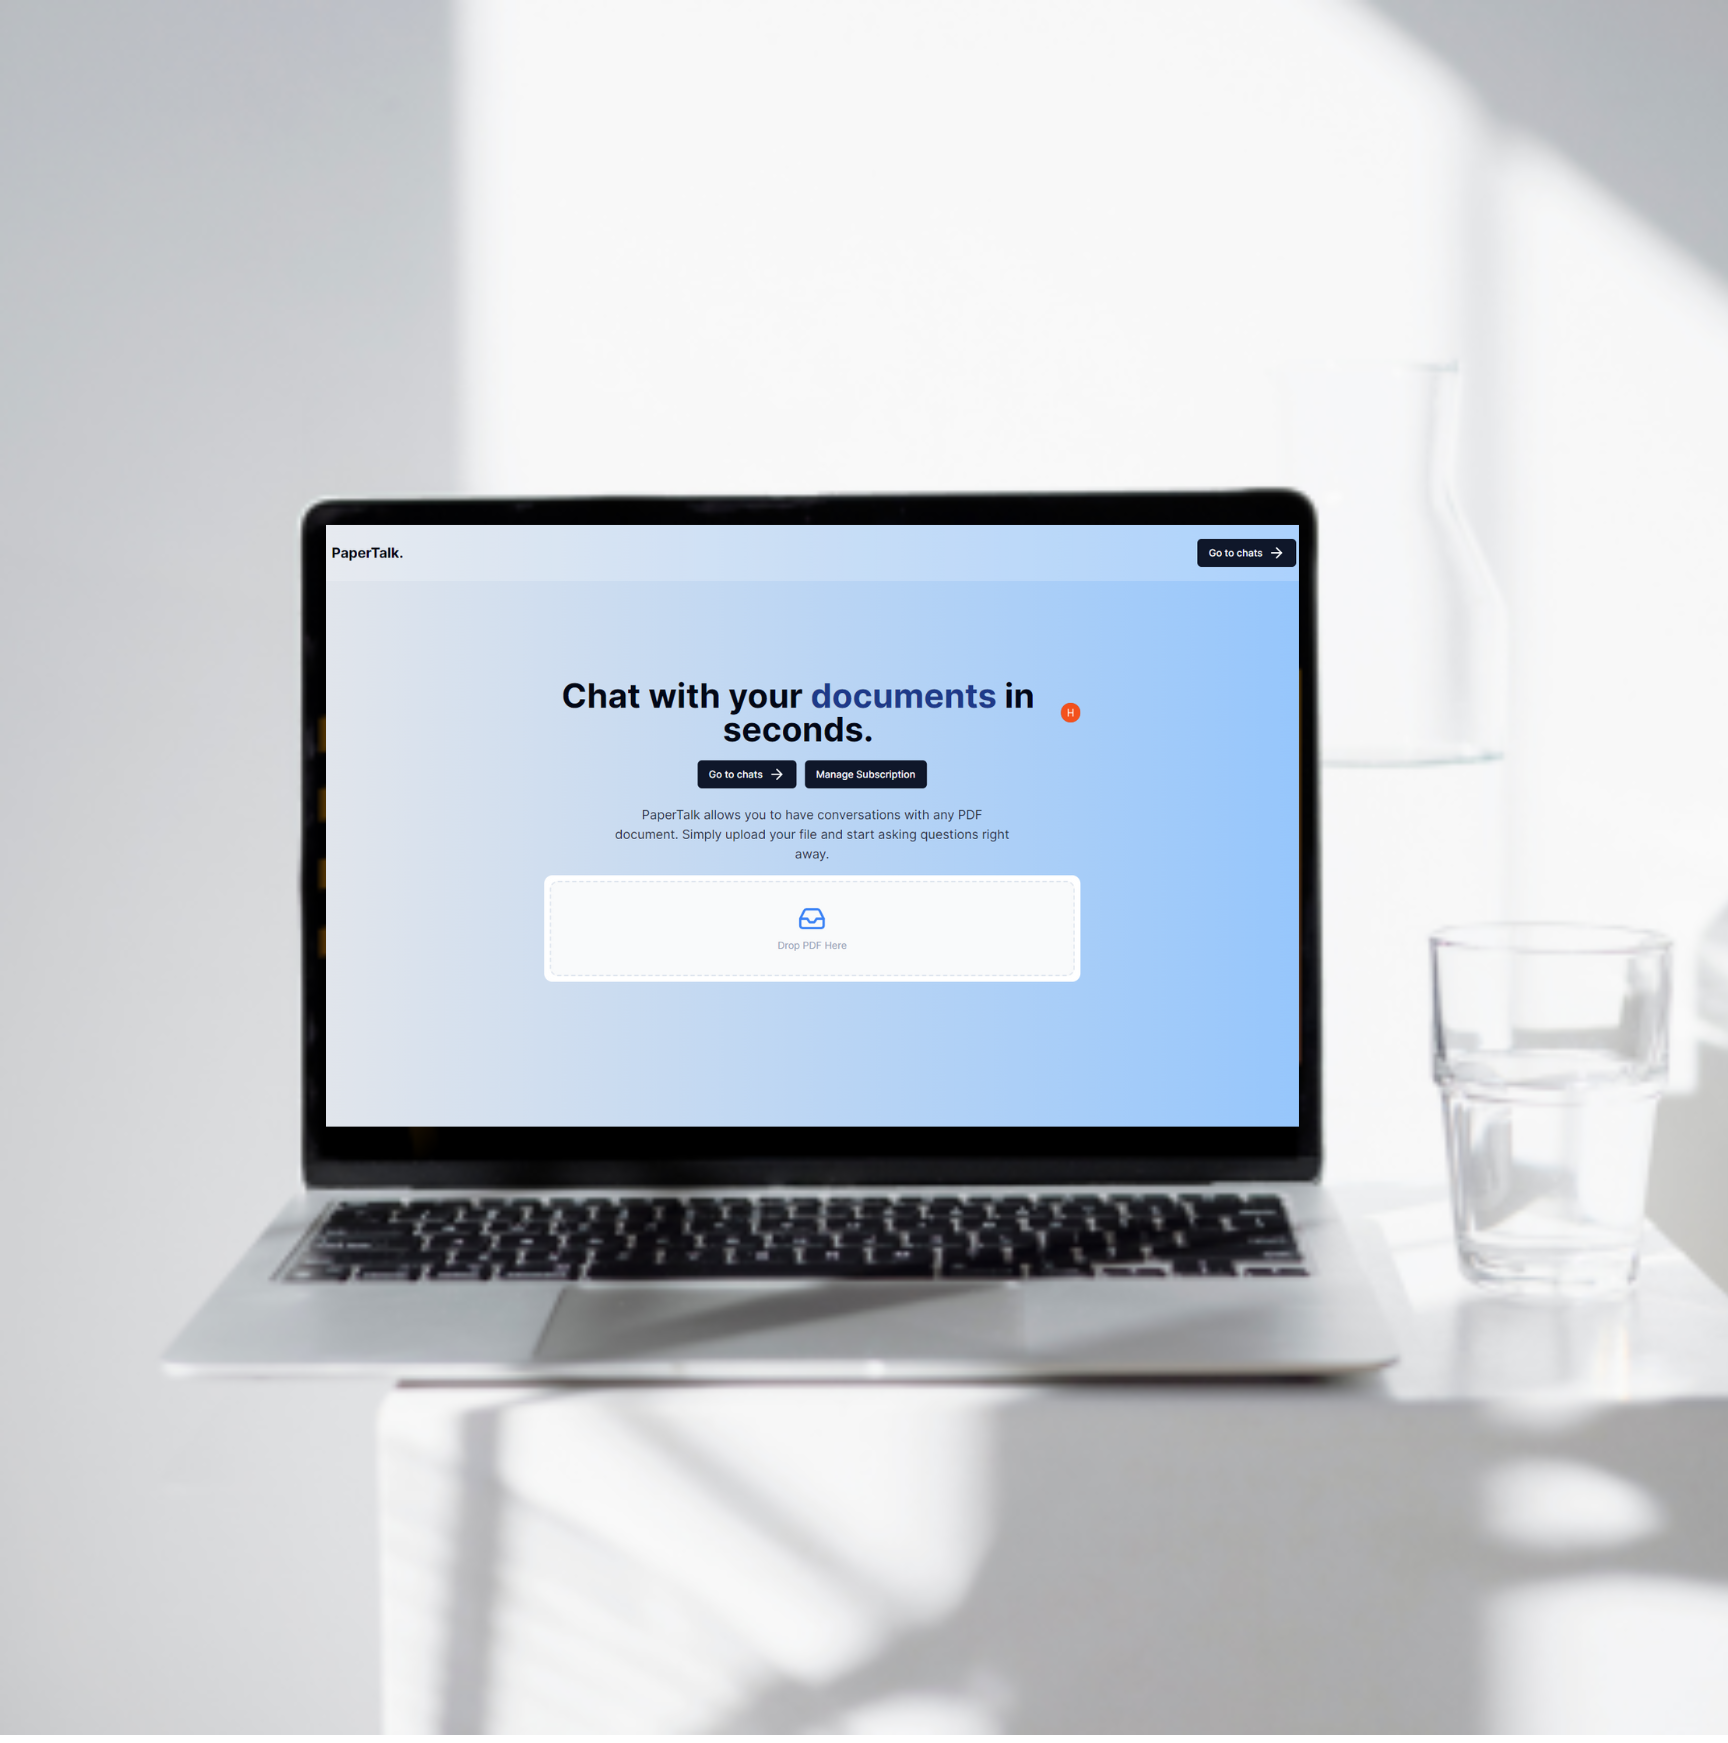 PaperTalk.
Go to chats
Chat with your documents in
seconds.
H
Go to chats
Manage Subscription
PaperTalk allows you to have conversations with any PDF
document. Simply upload your file and start asking questions right
away.
Drop PDF Here